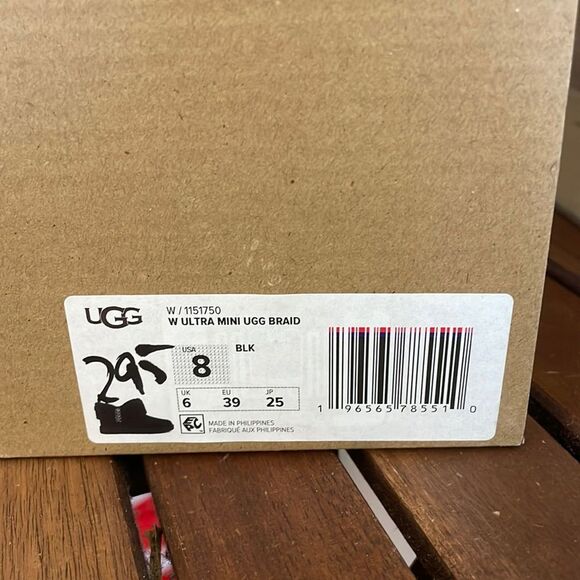 UGG
W / 1151750
W ULTRA MINI UGG BRAID
295
USA
8
BLK
UK
6
EU
39
JP
25
MADE IN PHILIPPINES
FABRIQUÉ AUX PHILIPPINES
1 96565 78551 0